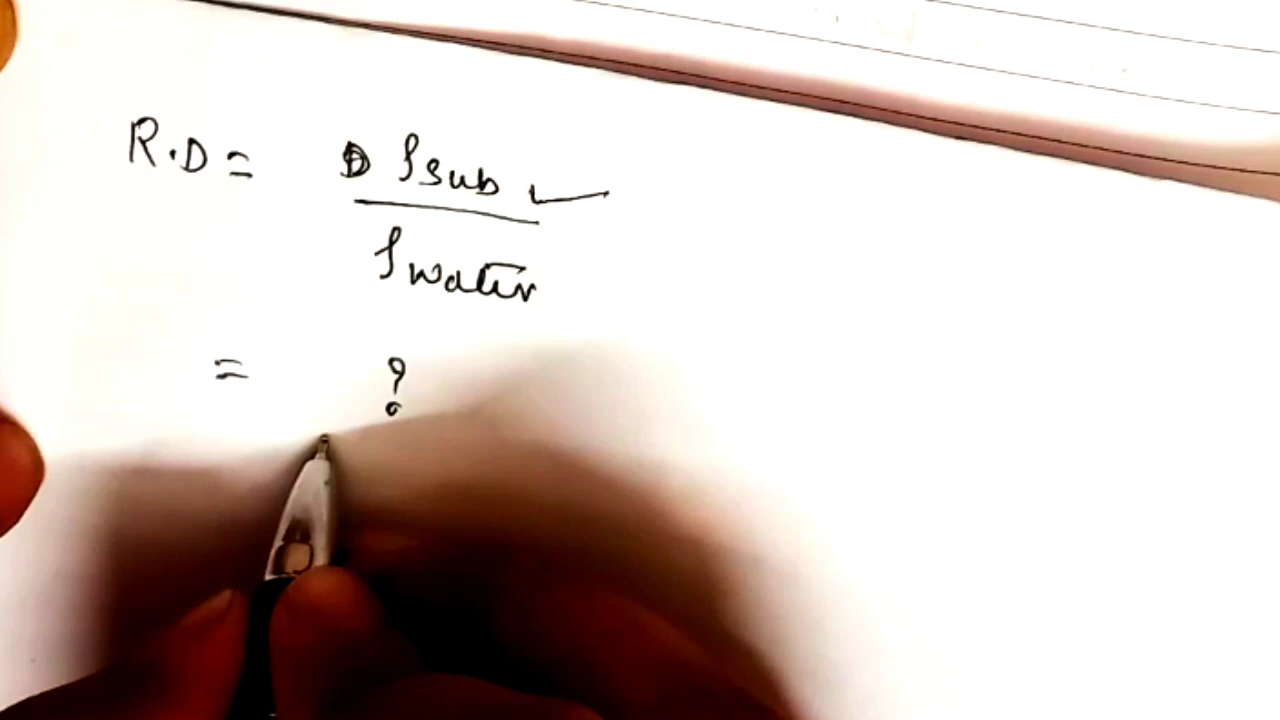 R.D = ρsub ✓
ρwater
= ?